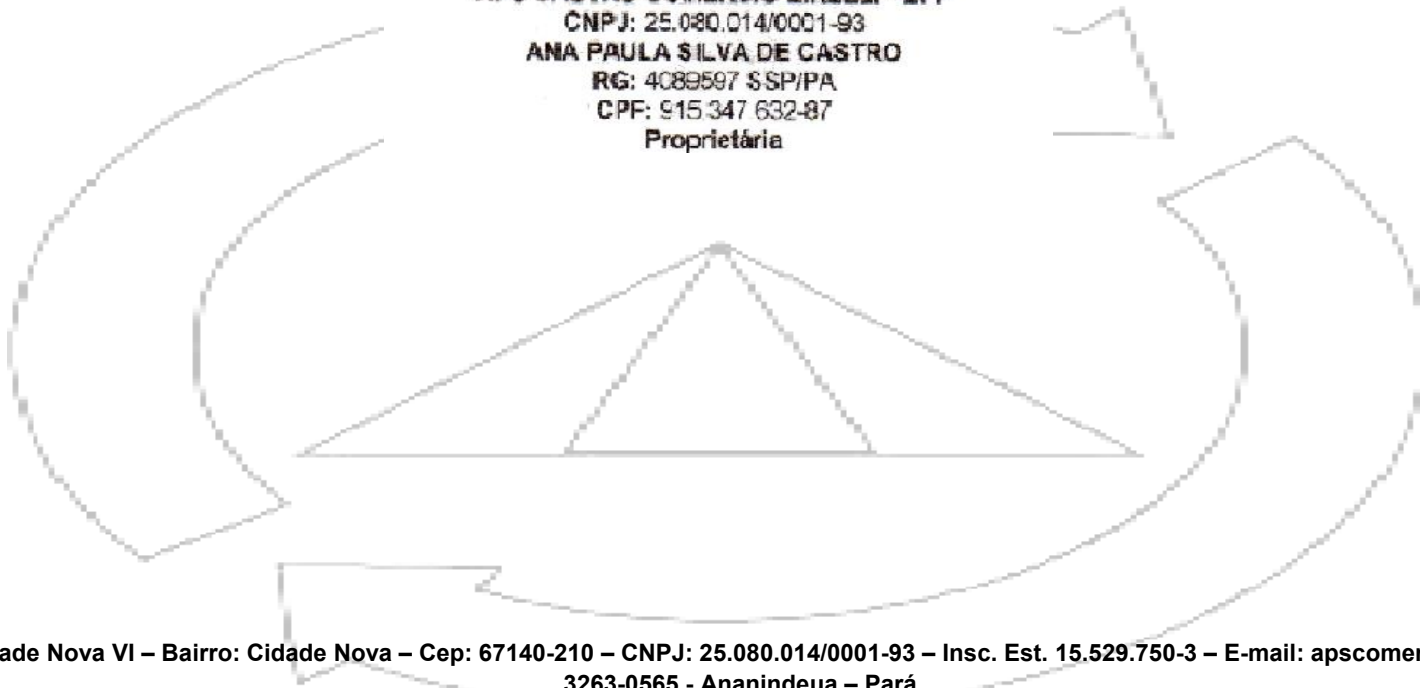 CNPJ: 25.080.014/0001-93
ANA PAULA SILVA DE CASTRO
RG: 4089597 SSP/PA
CPF: 915.347.632-87
Proprietária
ade Nova VI – Bairro: Cidade Nova – Cep: 67140-210 – CNPJ: 25.080.014/0001-93 – Insc. Est. 15.529.750-3 – E-mail: apscomer
3263-0565 - Ananindeua – Pará